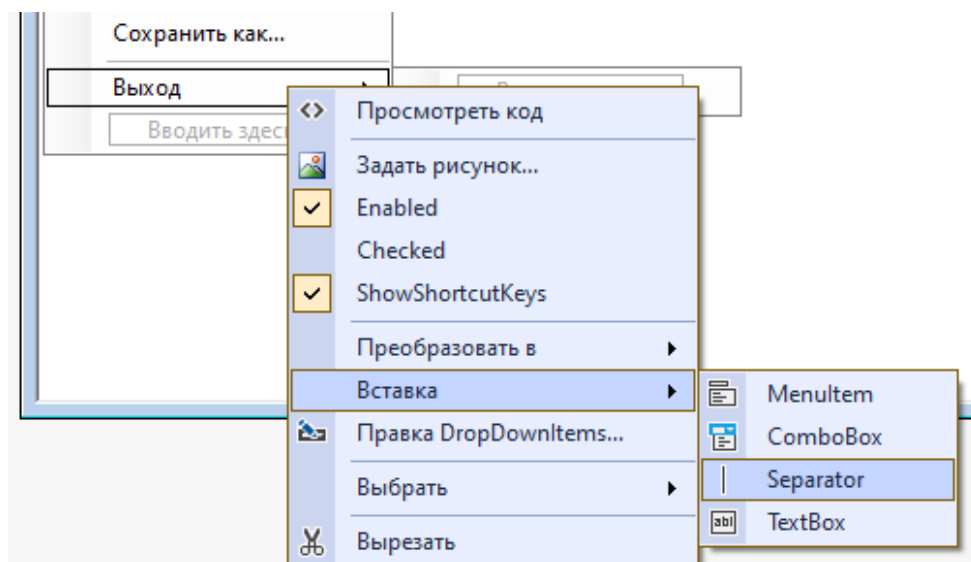 Сохранить как...
Выход
Вводить здесь
Просмотреть код
Задать рисунок...
Enabled
Checked
ShowShortcutKeys
Преобразовать в
Вставка
MenuItem
ComboBox
Правка DropDownItems...
Separator
Выбрать
TextBox
Вырезать